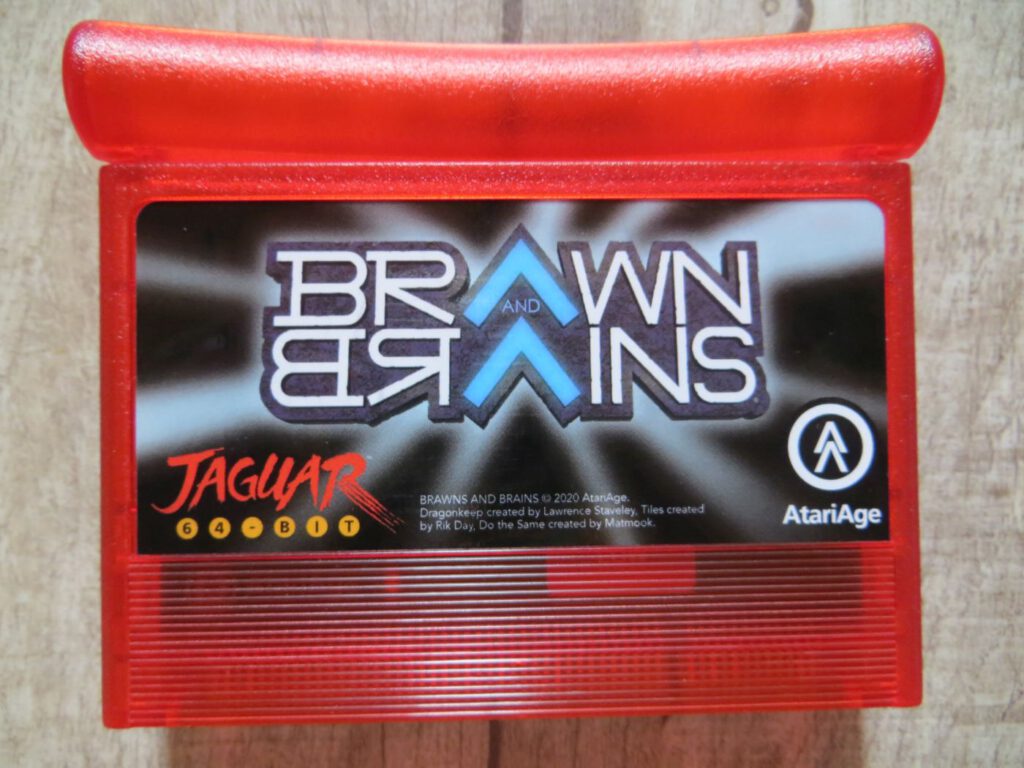 BRAWN
AND
BRAINS
JAGUAR
64-BIT
BRAWNS AND BRAINS © 2020 AtariAge.
Dragonkeep created by Lawrence Staveley, Tiles created
by Rik Day, Do the Same created by Matmook.
AtariAge